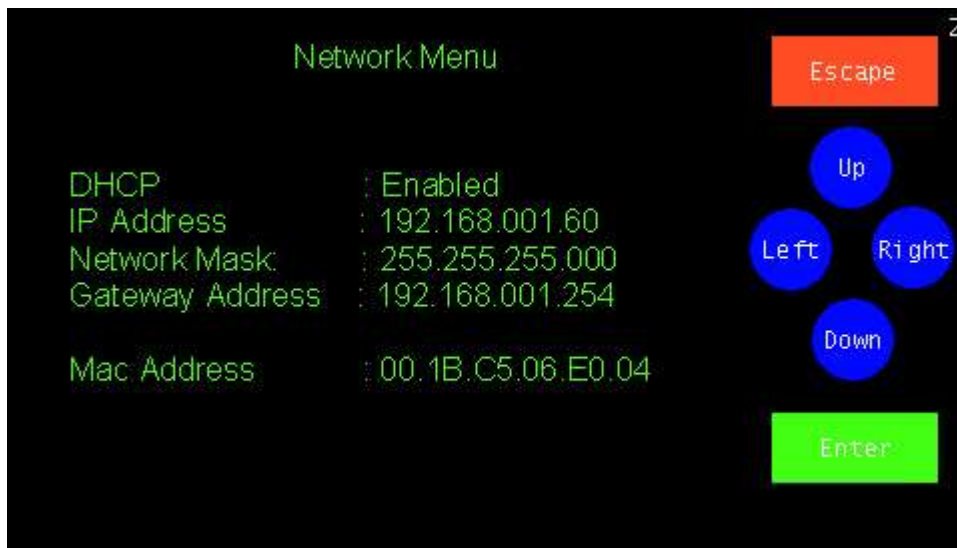 Network Menu
Escape
DHCP : Enabled
IP Address : 192.168.001.60
Network Mask: : 255.255.255.000
Gateway Address : 192.168.001.254
Mac Address : 00.1B.C5.06.E0.04
Up
Left Right
Down
Enter